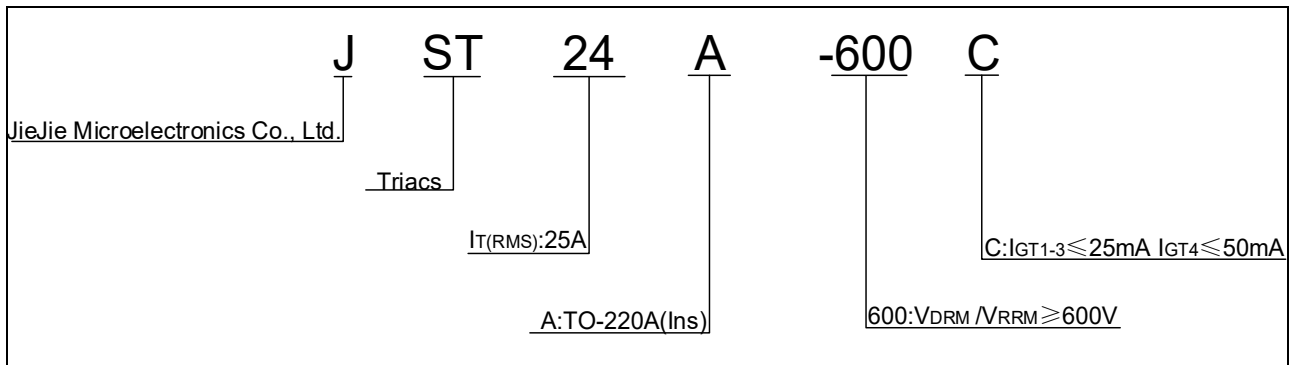 J ST 24 A -600 C
JieJie Microelectronics Co., Ltd.
Triacs
IT(RMS):25A
C:IGT1-3≤25mA IGT4≤50mA
A:TO-220A(Ins)
600:VDRM /VRRM≥600V